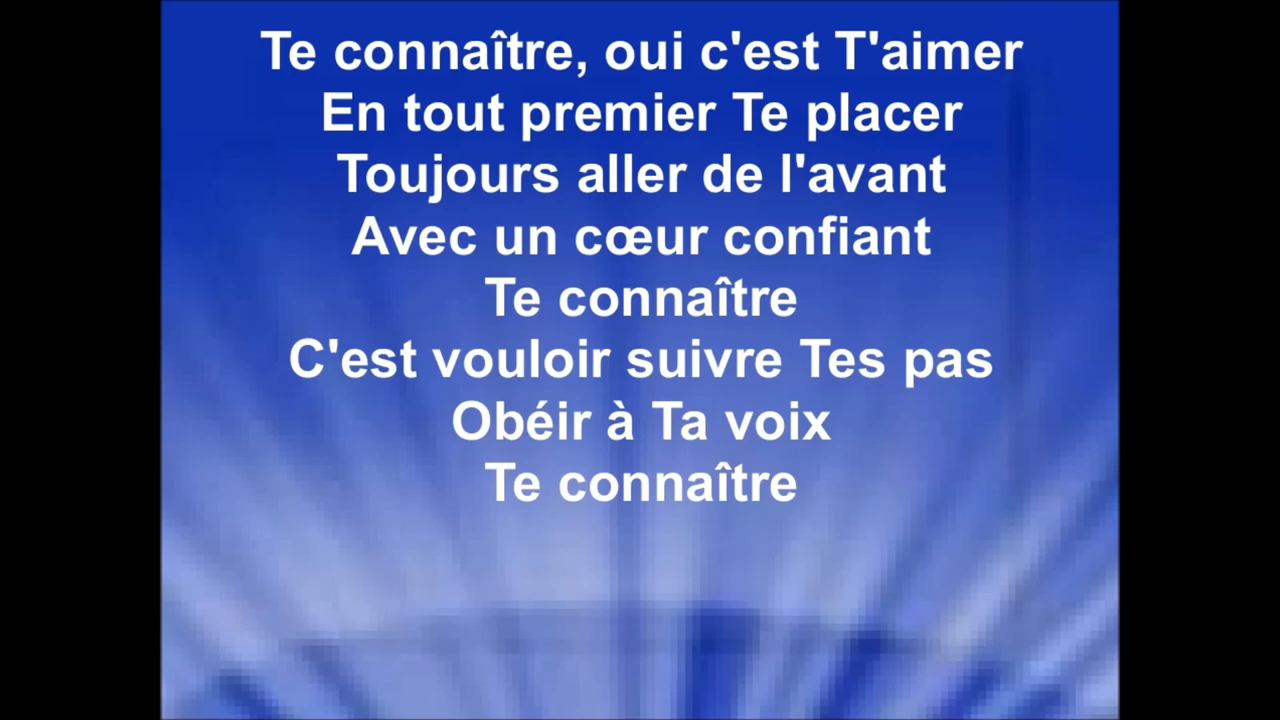 Te connaître, oui c'est T'aimer
En tout premier Te placer
Toujours aller de l'avant
Avec un cœur confiant
Te connaître
C'est vouloir suivre Tes pas
Obéir à Ta voix
Te connaître